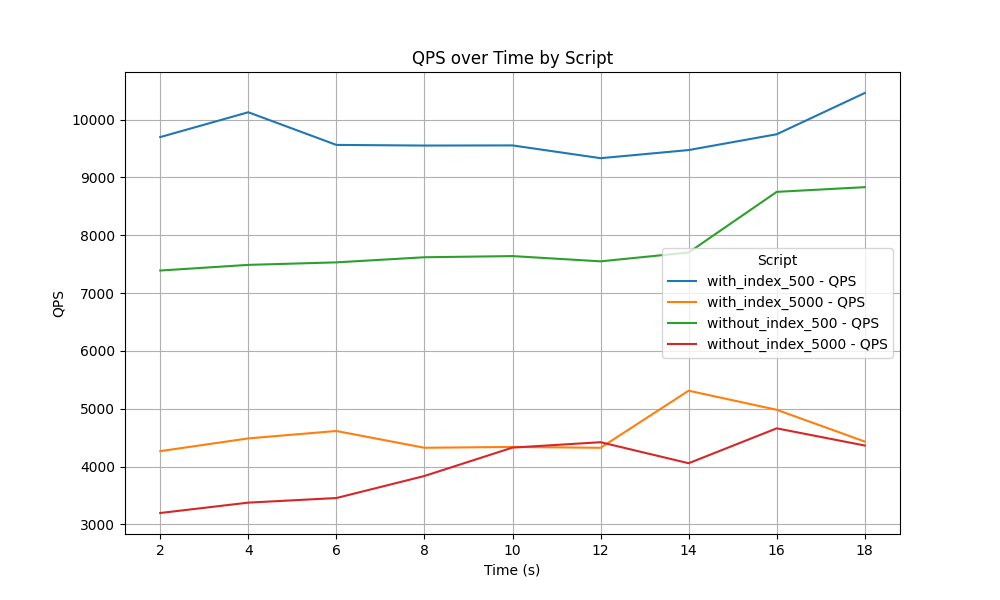 QPS over Time by Script
10000
9000
8000
7000
6000
5000
4000
3000
QPS
Script
with_index_500 - QPS
with_index_5000 - QPS
without_index_500 - QPS
without_index_5000 - QPS
2 4 6 8 10 12 14 16 18
Time (s)